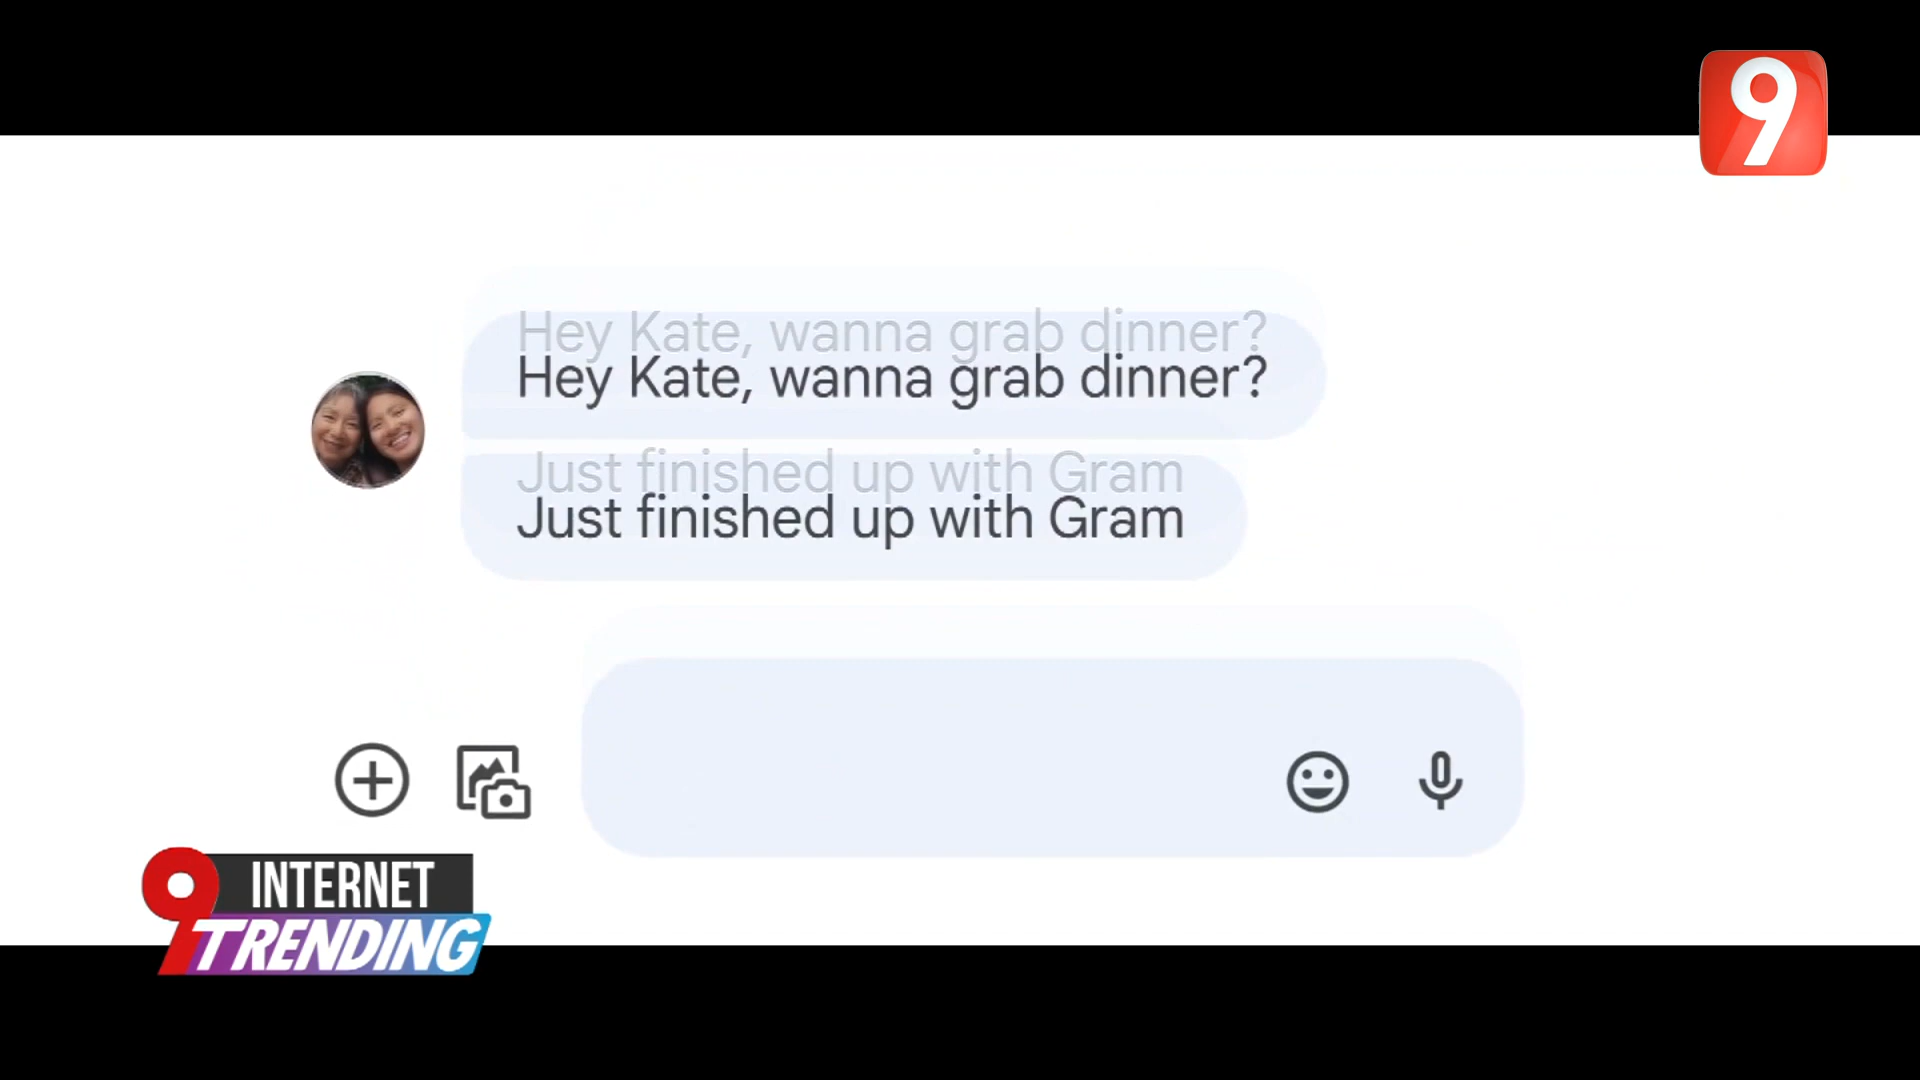 9
Hey Kate, wanna grab dinner?
Hey Kate, wanna grab dinner?
Just finished up with Gram
Just finished up with Gram
9 INTERNET
TRENDING